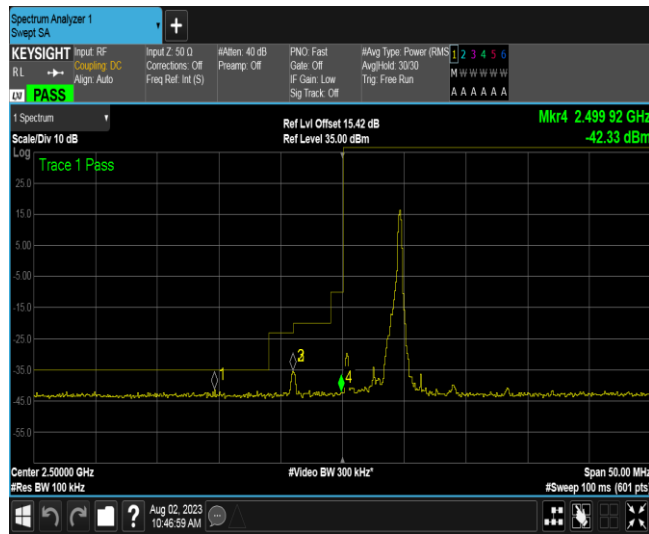 Spectrum Analyzer 1
Swept SA
+
KEYSIGHT
RL
LXI PASS
Input: RF
Coupling: DC
Align: Auto
Input Z: 50 Ω
Corrections: Off
Freq Ref: Int (S)
#Atten: 40 dB
Preamp: Off
PNO: Fast
Gate: Off
IF Gain: Low
Sig Track: Off
#Avg Type: Power (RMS
Avg|Hold: 30/30
Trig: Free Run
1 2 3 4 5 6
M W W W W W
A A A A A A
1 Spectrum
Scale/Div 10 dB
Ref Lvl Offset 15.42 dB
Ref Level 35.00 dBm
Mkr4 2.499 92 GHz
-42.33 dBm
Log
Trace 1 Pass
25.0
15.0
5.00
-5.00
-15.0
-25.0
-35.0
-45.0
-55.0
1
4
Center 2.50000 GHz
#Res BW 100 kHz
#Video BW 300 kHz*
Span 50.00 MHz
#Sweep 100 ms (601 pts
?
Aug 02, 2023
10:46:59 AM